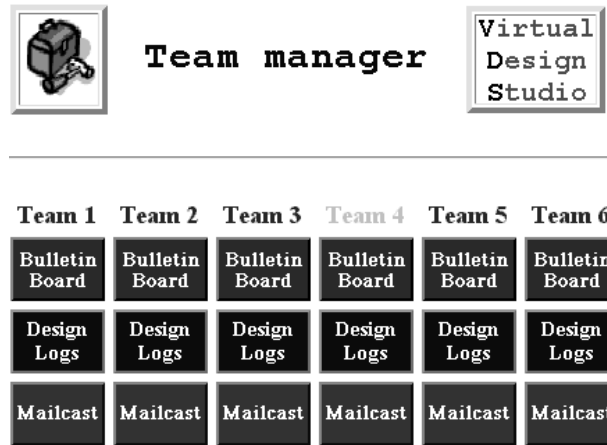 Team manager
Virtual
Design
Studio
Team 1 Team 2 Team 3 Team 4 Team 5 Team 6
Bulletin Bulletin Bulletin Bulletin Bulletin Bulletin
Board Board Board Board Board Board
Design Design Design Design Design Design
Logs Logs Logs Logs Logs Logs
Mailcast Mailcast Mailcast Mailcast Mailcast Mailcast